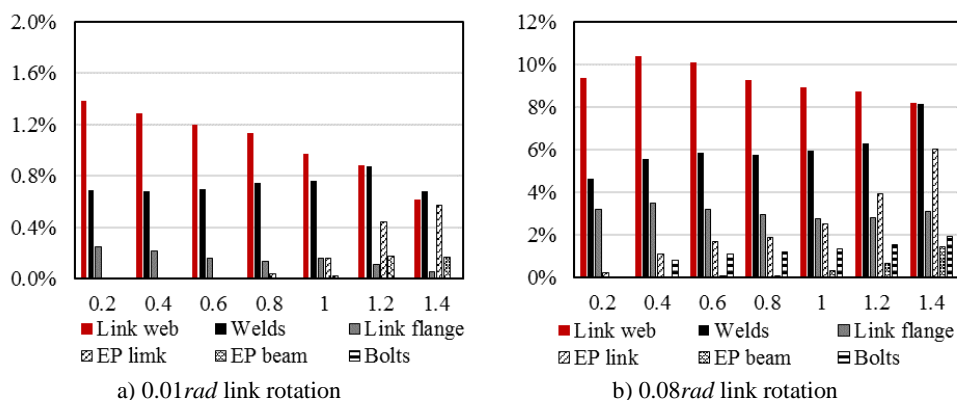 2.0%
1.6%
1.2%
0.8%
0.4%
0.0%
0.2 0.4 0.6 0.8 1 1.2 1.4
Link web Welds Link flange
EP limk EP beam Bolts
a) 0.01rad link rotation
12%
10%
8%
6%
4%
2%
0%
0.2 0.4 0.6 0.8 1 1.2 1.4
Link web Welds Link flange
EP link EP beam Bolts
b) 0.08rad link rotation